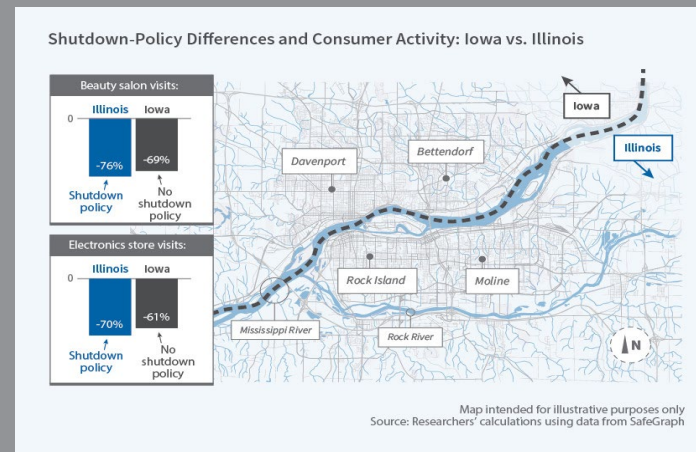 Shutdown-Policy Differences and Consumer Activity: Iowa vs. Illinois
Beauty salon visits:
Illinois Iowa
0
-76% -69%
Shutdown
policy
No
shutdown
policy
Electronics store visits:
Illinois Iowa
0
-70% -61%
Shutdown
policy
No
shutdown
policy
Iowa
Illinois
Bettendorf
Davenport
Rock Island
Moline
Mississippi River
Rock River
N
Map intended for illustrative purposes only
Source: Researchers' calculations using data from SafeGraph